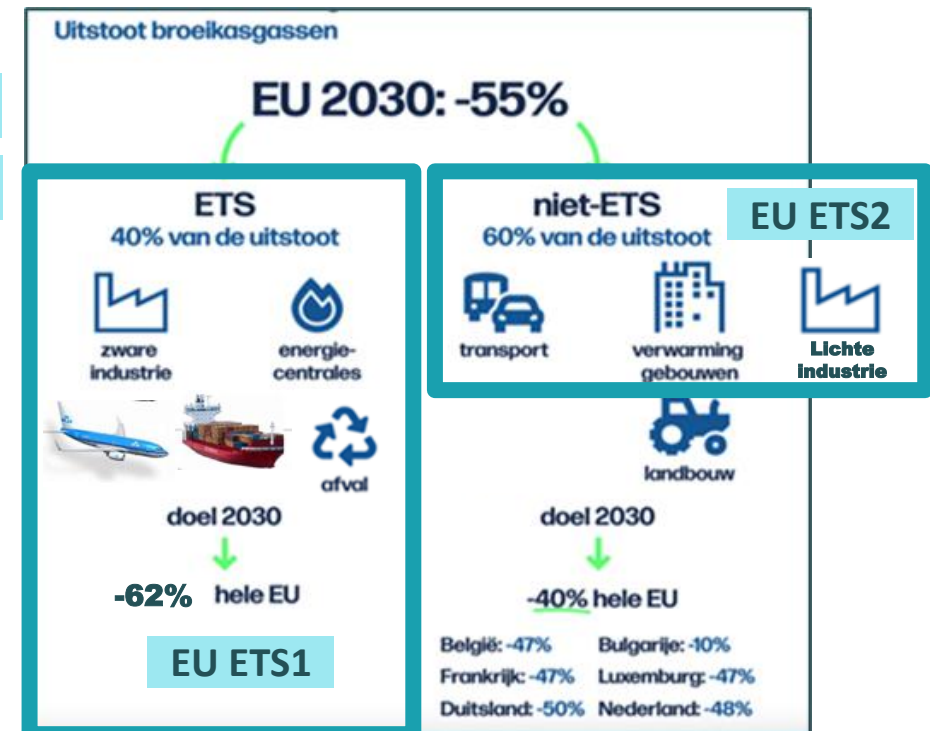 Uitstoot broeikasgassen
EU 2030: -55%
ETS
40% van de uitstoot
zware
industrie
energie-
centrales
afval
doel 2030
-62% hele EU
EU ETS1
niet-ETS
60% van de uitstoot
EU ETS2
transport
verwarming
gebouwen
Lichte
industrie
landbouw
doel 2030
-40% hele EU
België: -47% Bulgarije: -10%
Frankrijk: -47% Luxemburg: -47%
Duitsland: -50% Nederland: -48%